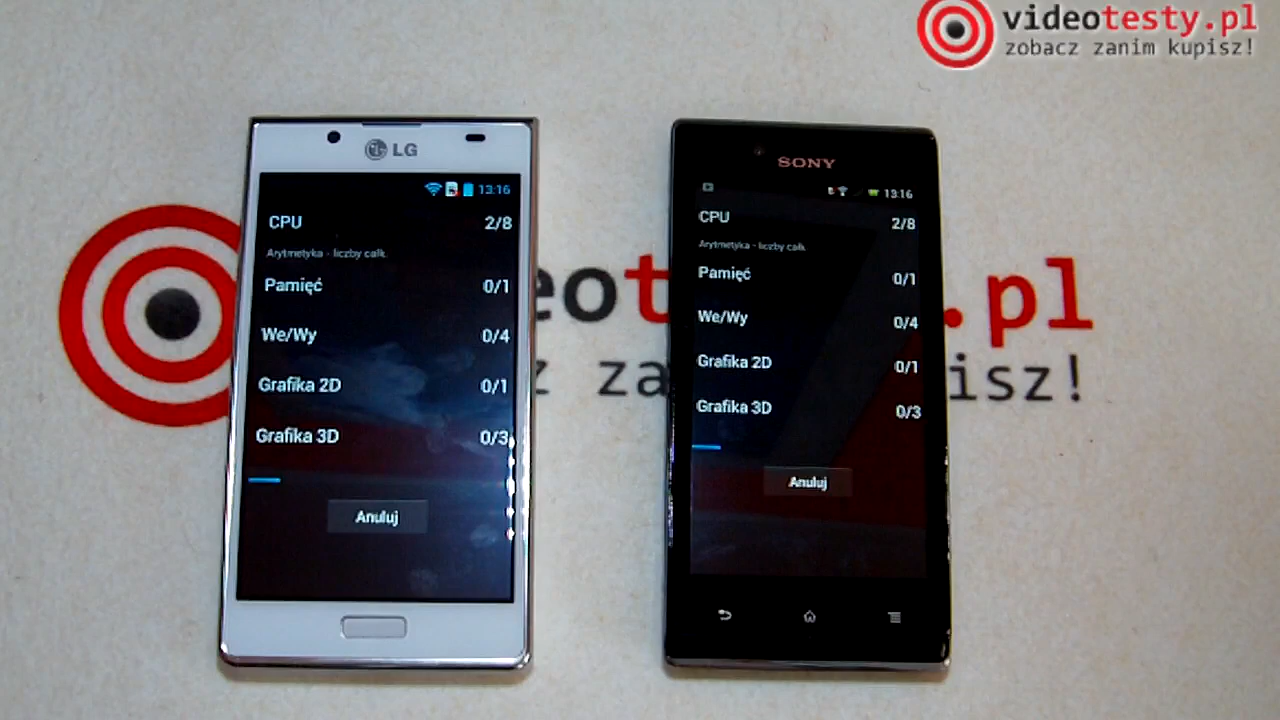 videotesty.pl
zobacz zanim kupisz!
LG
13:16
CPU 2/8
Arytmetyka - liczby całk.
Pamięć 0/1
We/Wy 0/4
Grafika 2D 0/1
Grafika 3D 0/3
Anuluj
SONY
13:16
CPU 2/8
Arytmetyka - liczby całk.
Pamięć 0/1
We/Wy 0/4
Grafika 2D 0/1
Grafika 3D 0/3
Anuluj
eot .pl
z za isz!